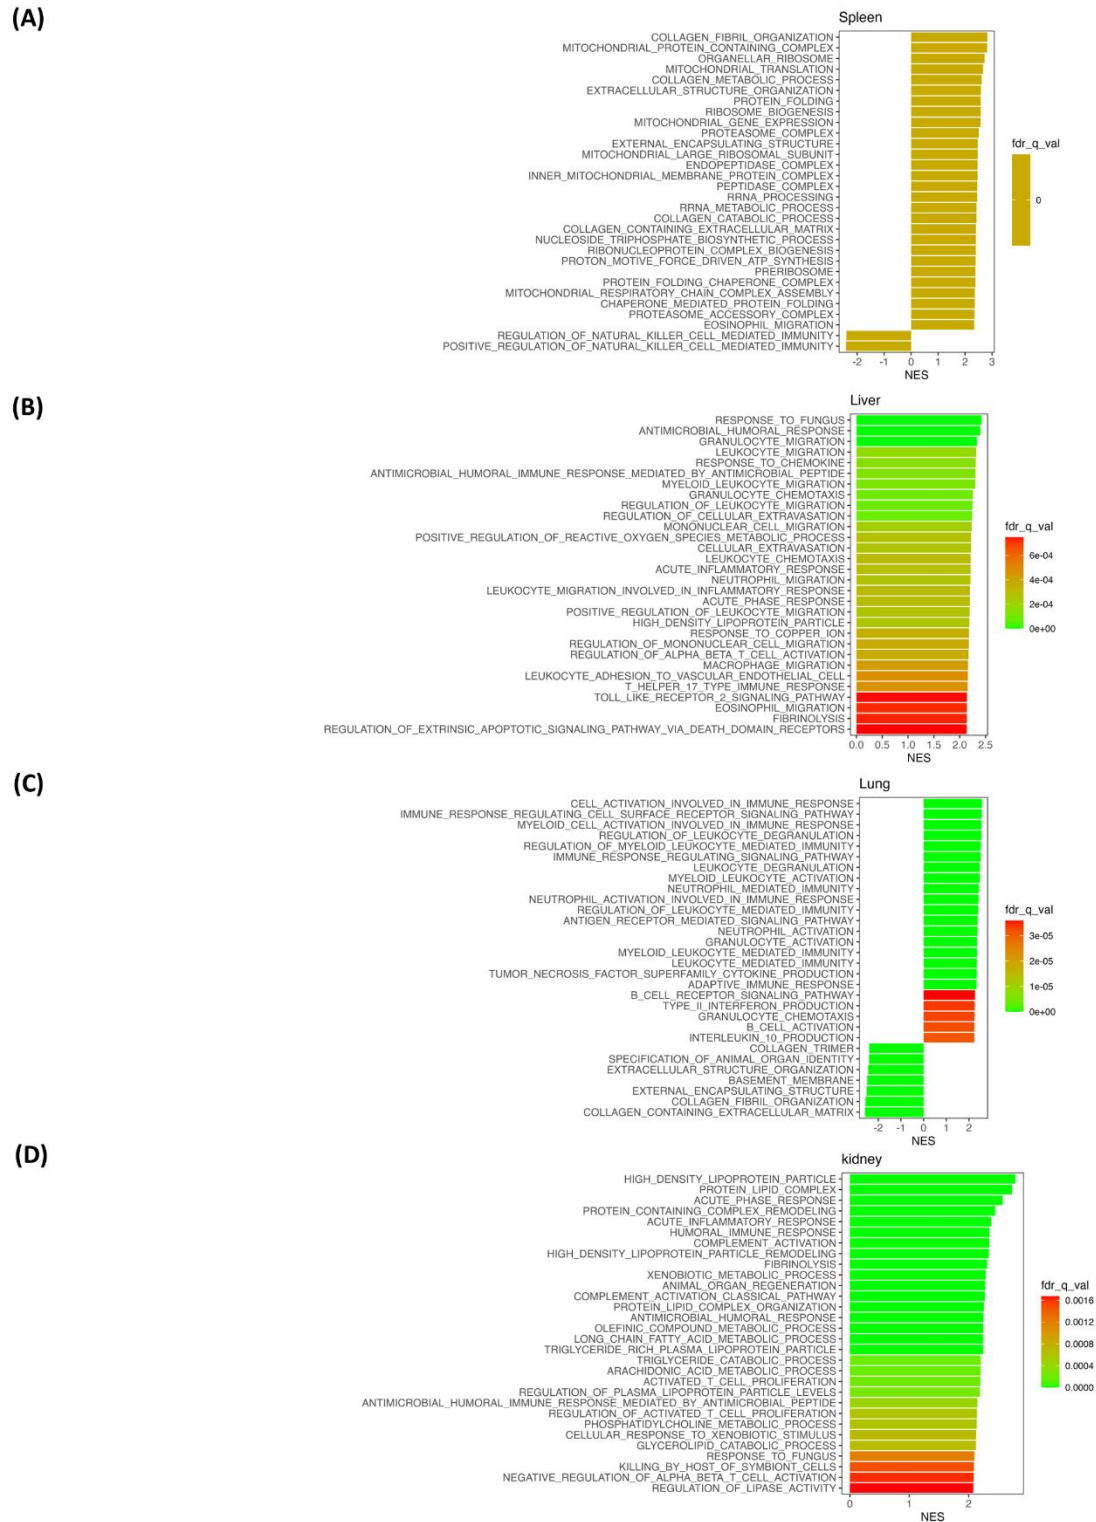 (A)
Spleen
COLLAGEN_FIBRIL_ORGANIZATION
MITOCHONDRIAL_PROTEIN_CONTAINING_COMPLEX
ORGANELLAR_RIBOSOME
MITOCHONDRIAL_TRANSLATION
COLLAGEN_METABOLIC_PROCESS
EXTRACELLULAR_STRUCTURE_ORGANIZATION
PROTEIN_FOLDING
RIBOSOME_BIOGENESIS
MITOCHONDRIAL_GENE_EXPRESSION
PROTEASOME_COMPLEX
EXTERNAL_ENCAPSULATING_STRUCTURE
MITOCHONDRIAL_LARGE_RIBOSOMAL_SUBUNIT
ENDOPEPTIDASE_COMPLEX
INNER_MITOCHONDRIAL_MEMBRANE_PROTEIN_COMPLEX
PEPTIDASE_COMPLEX
RRNA_PROCESSING
RRNA_METABOLIC_PROCESS
COLLAGEN_CATABOLIC_PROCESS
COLLAGEN_CONTAINING_EXTRACELLULAR_MATRIX
NUCLEOSIDE_TRIPHOSPHATE_BIOSYNTHETIC_PROCESS
RIBONUCLEOPROTEIN_COMPLEX_BIOGENESIS
PROTON_MOTIVE_FORCE_DRIVEN_ATP_SYNTHESIS
PRERIBOSOME
PROTEIN_FOLDING_CHAPERONE_COMPLEX
MITOCHONDRIAL_RESPIRATORY_CHAIN_COMPLEX_ASSEMBLY
CHAPERONE_MEDIATED_PROTEIN_FOLDING
PROTEASOME_ACCESSORY_COMPLEX
EOSINOPHIL_MIGRATION
REGULATION_OF_NATURAL_KILLER_CELL_MEDIATED_IMMUNITY
POSITIVE_REGULATION_OF_NATURAL_KILLER_CELL_MEDIATED_IMMUNITY
-2 -1 0 1 2 3
NES
fdr_q_val
0
(B)
Liver
RESPONSE_TO_FUNGUS
ANTIMICROBIAL_HUMORAL_RESPONSE
GRANULOCYTE_MIGRATION
LEUKOCYTE_MIGRATION
RESPONSE_TO_CHEMOKINE
ANTIMICROBIAL_HUMORAL_IMMUNE_RESPONSE_MEDIATED_BY_ANTIMICROBIAL_PEPTIDE
MYELOID_LEUKOCYTE_MIGRATION
GRANULOCYTE_CHEMOTAXIS
REGULATION_OF_LEUKOCYTE_MIGRATION
REGULATION_OF_CELLULAR_EXTRAVASATION
MONONUCLEAR_CELL_MIGRATION
POSITIVE_REGULATION_OF_REACTIVE_OXYGEN_SPECIES_METABOLIC_PROCESS
CELLULAR_EXTRAVASATION
LEUKOCYTE_CHEMOTAXIS
ACUTE_INFLAMMATORY_RESPONSE
NEUTROPHIL_MIGRATION
LEUKOCYTE_MIGRATION_INVOLVED_IN_INFLAMMATORY_RESPONSE
ACUTE_PHASE_RESPONSE
POSITIVE_REGULATION_OF_LEUKOCYTE_MIGRATION
HIGH_DENSITY_LIPOPROTEIN_PARTICLE
RESPONSE_TO_COPPER_ION
REGULATION_OF_MONONUCLEAR_CELL_MIGRATION
REGULATION_OF_ALPHA_BETA_T_CELL_ACTIVATION
MACROPHAGE_MIGRATION
LEUKOCYTE_ADHESION_TO_VASCULAR_ENDOTHELIAL_CELL
T_HELPER_17_TYPE_IMMUNE_RESPONSE
TOLL_LIKE_RECEPTOR_2_SIGNALING_PATHWAY
EOSINOPHIL_MIGRATION
FIBRINOLYSIS
REGULATION_OF_EXTRINSIC_APOPTOTIC_SIGNALING_PATHWAY_VIA_DEATH_DOMAIN_RECEPTORS
0.0 0.5 1.0 1.5 2.0 2.5
NES
fdr_q_val
6e-04
4e-04
2e-04
0e+00
(C)
Lung
CELL_ACTIVATION_INVOLVED_IN_IMMUNE_RESPONSE
IMMUNE_RESPONSE_REGULATING_CELL_SURFACE_RECEPTOR_SIGNALING_PATHWAY
MYELOID_CELL_ACTIVATION_INVOLVED_IN_IMMUNE_RESPONSE
REGULATION_OF_LEUKOCYTE_DEGRANULATION
REGULATION_OF_MYELOID_LEUKOCYTE_MEDIATED_IMMUNITY
IMMUNE_RESPONSE_REGULATING_SIGNALING_PATHWAY
LEUKOCYTE_DEGRANULATION
MYELOID_LEUKOCYTE_ACTIVATION
NEUTROPHIL_MEDIATED_IMMUNITY
NEUTROPHIL_ACTIVATION_INVOLVED_IN_IMMUNE_RESPONSE
REGULATION_OF_LEUKOCYTE_MEDIATED_IMMUNITY
ANTIGEN_RECEPTOR_MEDIATED_SIGNALING_PATHWAY
NEUTROPHIL_ACTIVATION
GRANULOCYTE_ACTIVATION
MYELOID_LEUKOCYTE_MEDIATED_IMMUNITY
LEUKOCYTE_MEDIATED_IMMUNITY
TUMOR_NECROSIS_FACTOR_SUPERFAMILY_CYTOKINE_PRODUCTION
ADAPTIVE_IMMUNE_RESPONSE
B_CELL_RECEPTOR_SIGNALING_PATHWAY
TYPE_II_INTERFERON_PRODUCTION
GRANULOCYTE_CHEMOTAXIS
B_CELL_ACTIVATION
INTERLEUKIN_10_PRODUCTION
COLLAGEN_TRIMER
SPECIFICATION_OF_ANIMAL_ORGAN_IDENTITY
EXTRACELLULAR_STRUCTURE_ORGANIZATION
BASEMENT_MEMBRANE
EXTERNAL_ENCAPSULATING_STRUCTURE
COLLAGEN_FIBRIL_ORGANIZATION
COLLAGEN_CONTAINING_EXTRACELLULAR_MATRIX
-2 -1 0 1 2
NES
fdr_q_val
3e-05
2e-05
1e-05
0e+00
(D)
kidney
HIGH_DENSITY_LIPOPROTEIN_PARTICLE
PROTEIN_LIPID_COMPLEX
ACUTE_PHASE_RESPONSE
PROTEIN_CONTAINING_COMPLEX_REMODELING
ACUTE_INFLAMMATORY_RESPONSE
HUMORAL_IMMUNE_RESPONSE
COMPLEMENT_ACTIVATION
HIGH_DENSITY_LIPOPROTEIN_PARTICLE_REMODELING
FIBRINOLYSIS
XENOBIOTIC_METABOLIC_PROCESS
ANIMAL_ORGAN_REGENERATION
COMPLEMENT_ACTIVATION_CLASSICAL_PATHWAY
PROTEIN_LIPID_COMPLEX_ORGANIZATION
ANTIMICROBIAL_HUMORAL_RESPONSE
OLEFINIC_COMPOUND_METABOLIC_PROCESS
LONG_CHAIN_FATTY_ACID_METABOLIC_PROCESS
TRIGLYCERIDE_RICH_PLASMA_LIPOPROTEIN_PARTICLE
TRIGLYCERIDE_CATABOLIC_PROCESS
ARACHIDONIC_ACID_METABOLIC_PROCESS
ACTIVATED_T_CELL_PROLIFERATION
REGULATION_OF_PLASMA_LIPOPROTEIN_PARTICLE_LEVELS
ANTIMICROBIAL_HUMORAL_IMMUNE_RESPONSE_MEDIATED_BY_ANTIMICROBIAL_PEPTIDE
REGULATION_OF_ACTIVATED_T_CELL_PROLIFERATION
PHOSPHATIDYLCHOLINE_METABOLIC_PROCESS
CELLULAR_RESPONSE_TO_XENOBIOTIC_STIMULUS
GLYCEROLIPID_CATABOLIC_PROCESS
RESPONSE_TO_FUNGUS
KILLING_BY_HOST_OF_SYMBIONT_CELLS
NEGATIVE_REGULATION_OF_ALPHA_BETA_T_CELL_ACTIVATION
REGULATION_OF_LIPASE_ACTIVITY
0 1 2
NES
fdr_q_val
0.0016
0.0012
0.0008
0.0004
0.0000